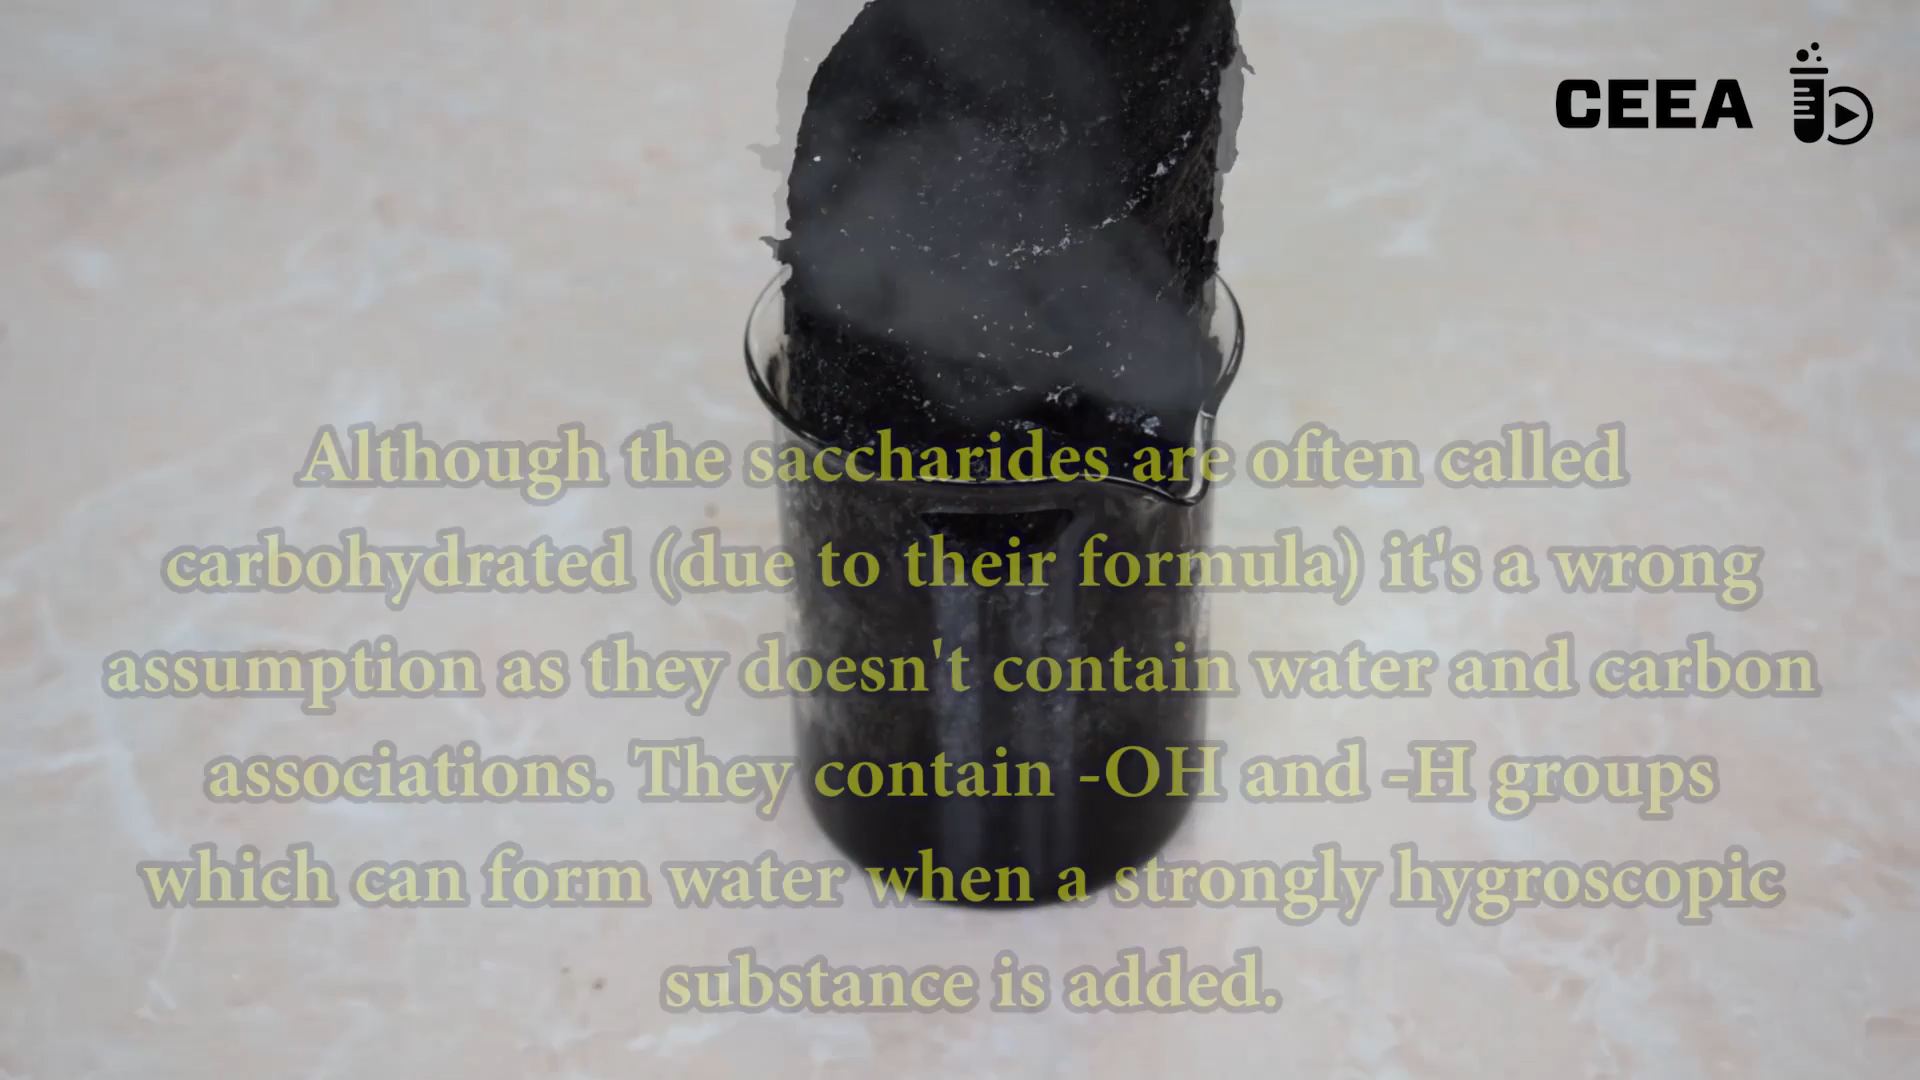 CEEA
Although the saccharides are often called
carbohydrated (due to their formula) it's a wrong
assumption as they doesn't contain water and carbon
associations. They contain -OH and -H groups
which can form water when a strongly hygroscopic
substance is added.